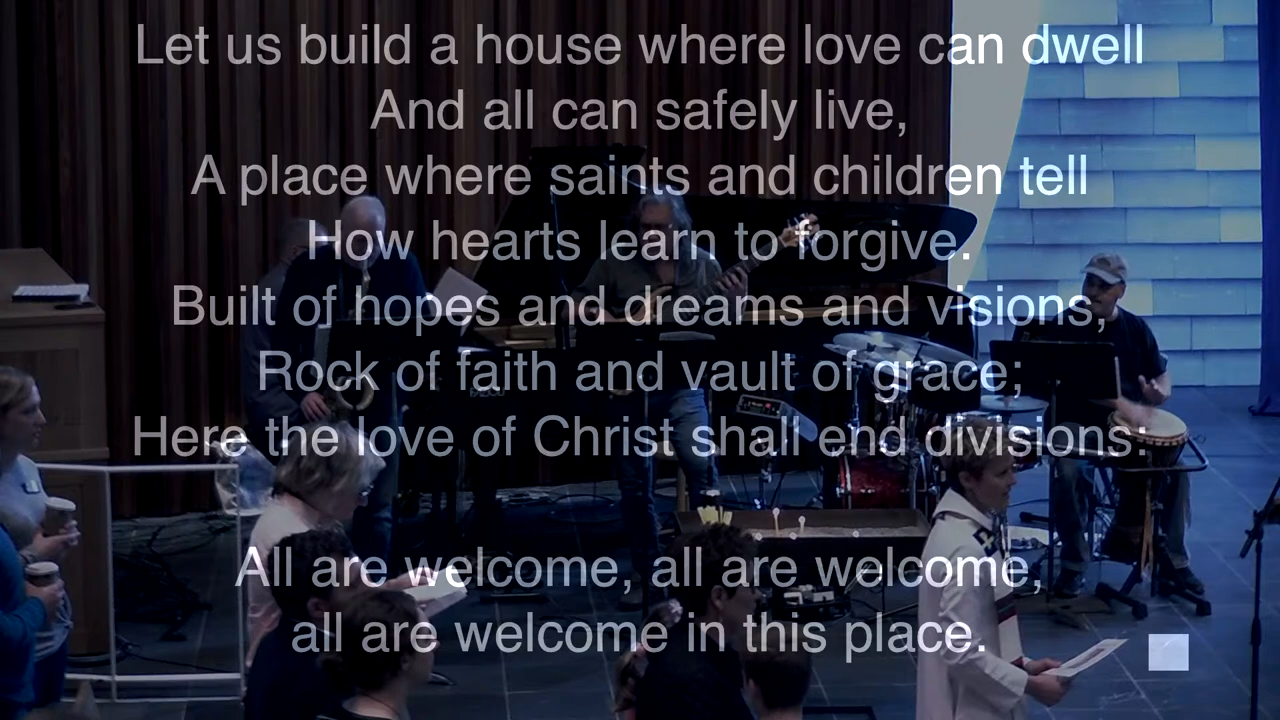 Let us build a house where love can dwell
And all can safely live,
A place where saints and children tell
How hearts learn to forgive.
Built of hopes and dreams and visions,
Rock of faith and vault of grace;
Here the love of Christ shall end divisions:
All are welcome, all are welcome,
all are welcome in this place.